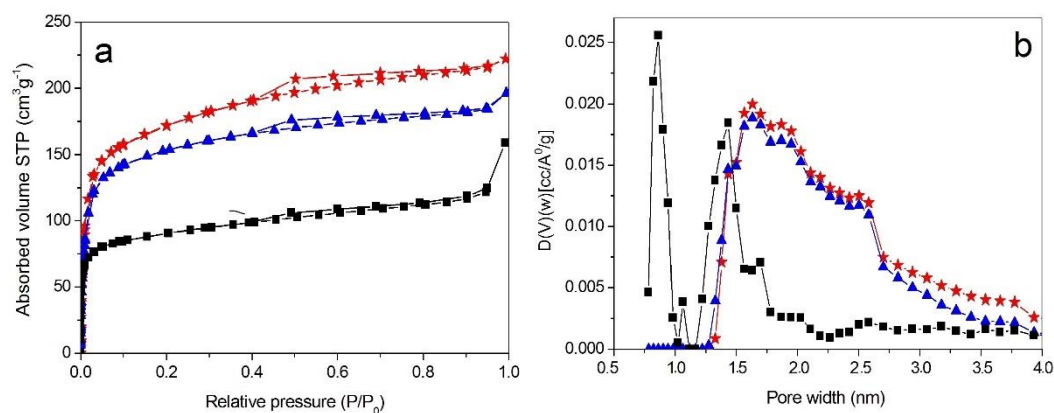 a
250
200
150
100
50
0
0.0 0.2 0.4 0.6 0.8 1.0
Absorbed volume STP (cm³g⁻¹)
Relative pressure (P/P₀)
b
0.025
0.020
0.015
0.010
0.005
0.000
0.5 1.0 1.5 2.0 2.5 3.0 3.5 4.0
D(V)(w)[cc/A⁰/g]
Pore width (nm)